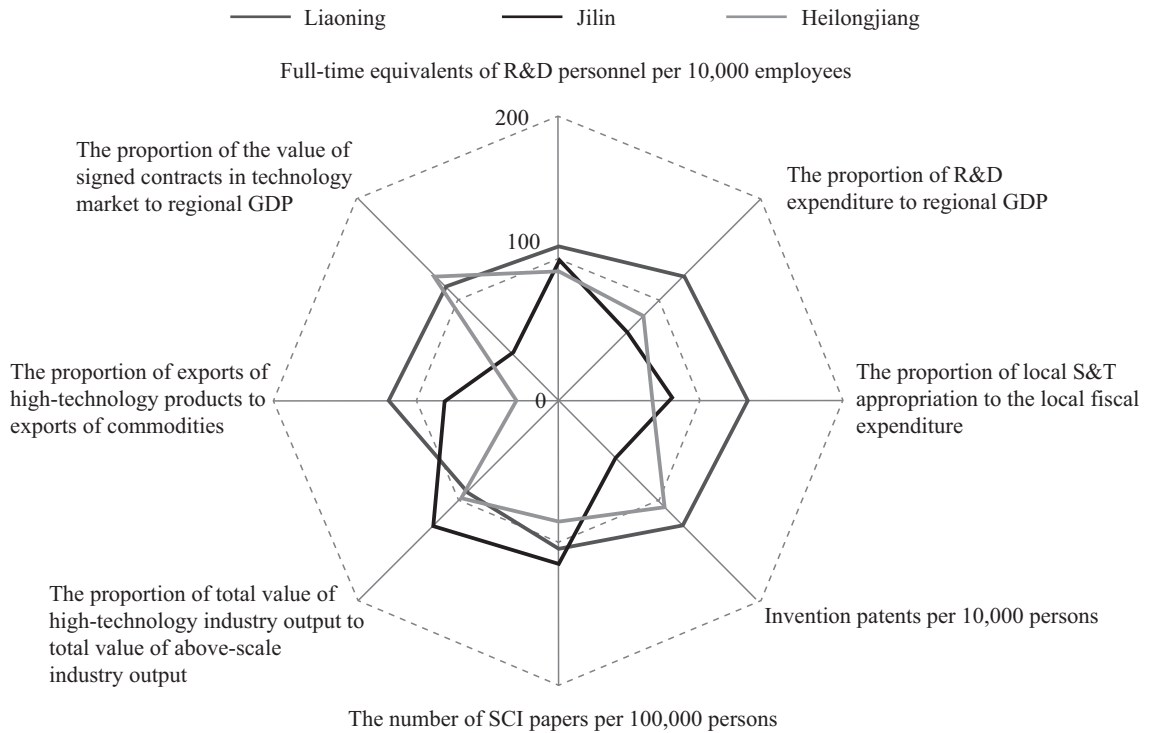 Liaoning
Jilin
Heilongjiang
Full-time equivalents of R&D personnel per 10,000 employees
200
The proportion of the value of
signed contracts in technology
market to regional GDP
The proportion of R&D
expenditure to regional GDP
100
The proportion of exports of
high-technology products to
exports of commodities
0
The proportion of local S&T
appropriation to the local fiscal
expenditure
The proportion of total value of
high-technology industry output to
total value of above-scale
industry output
Invention patents per 10,000 persons
The number of SCI papers per 100,000 persons